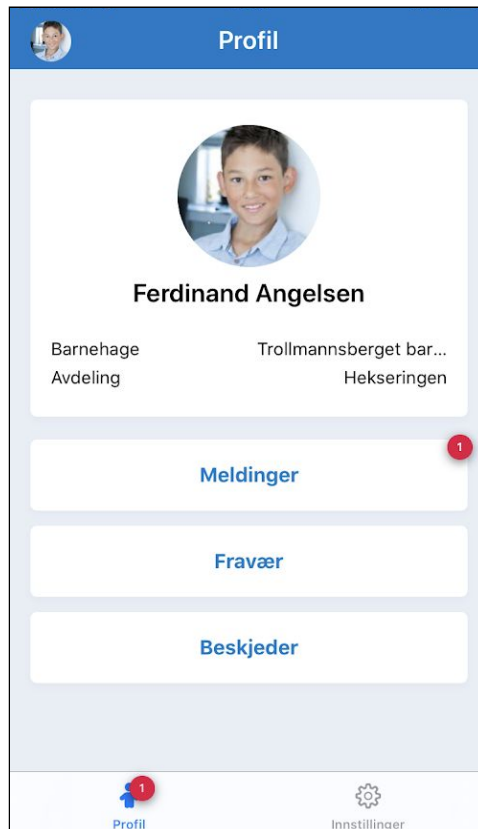 Profil
Ferdinand Angelsen
Barnehage Trollmannsberget bar...
Avdeling Hekseringen
1
Meldinger
Fravær
Beskjeder
1
Profil Innstillinger